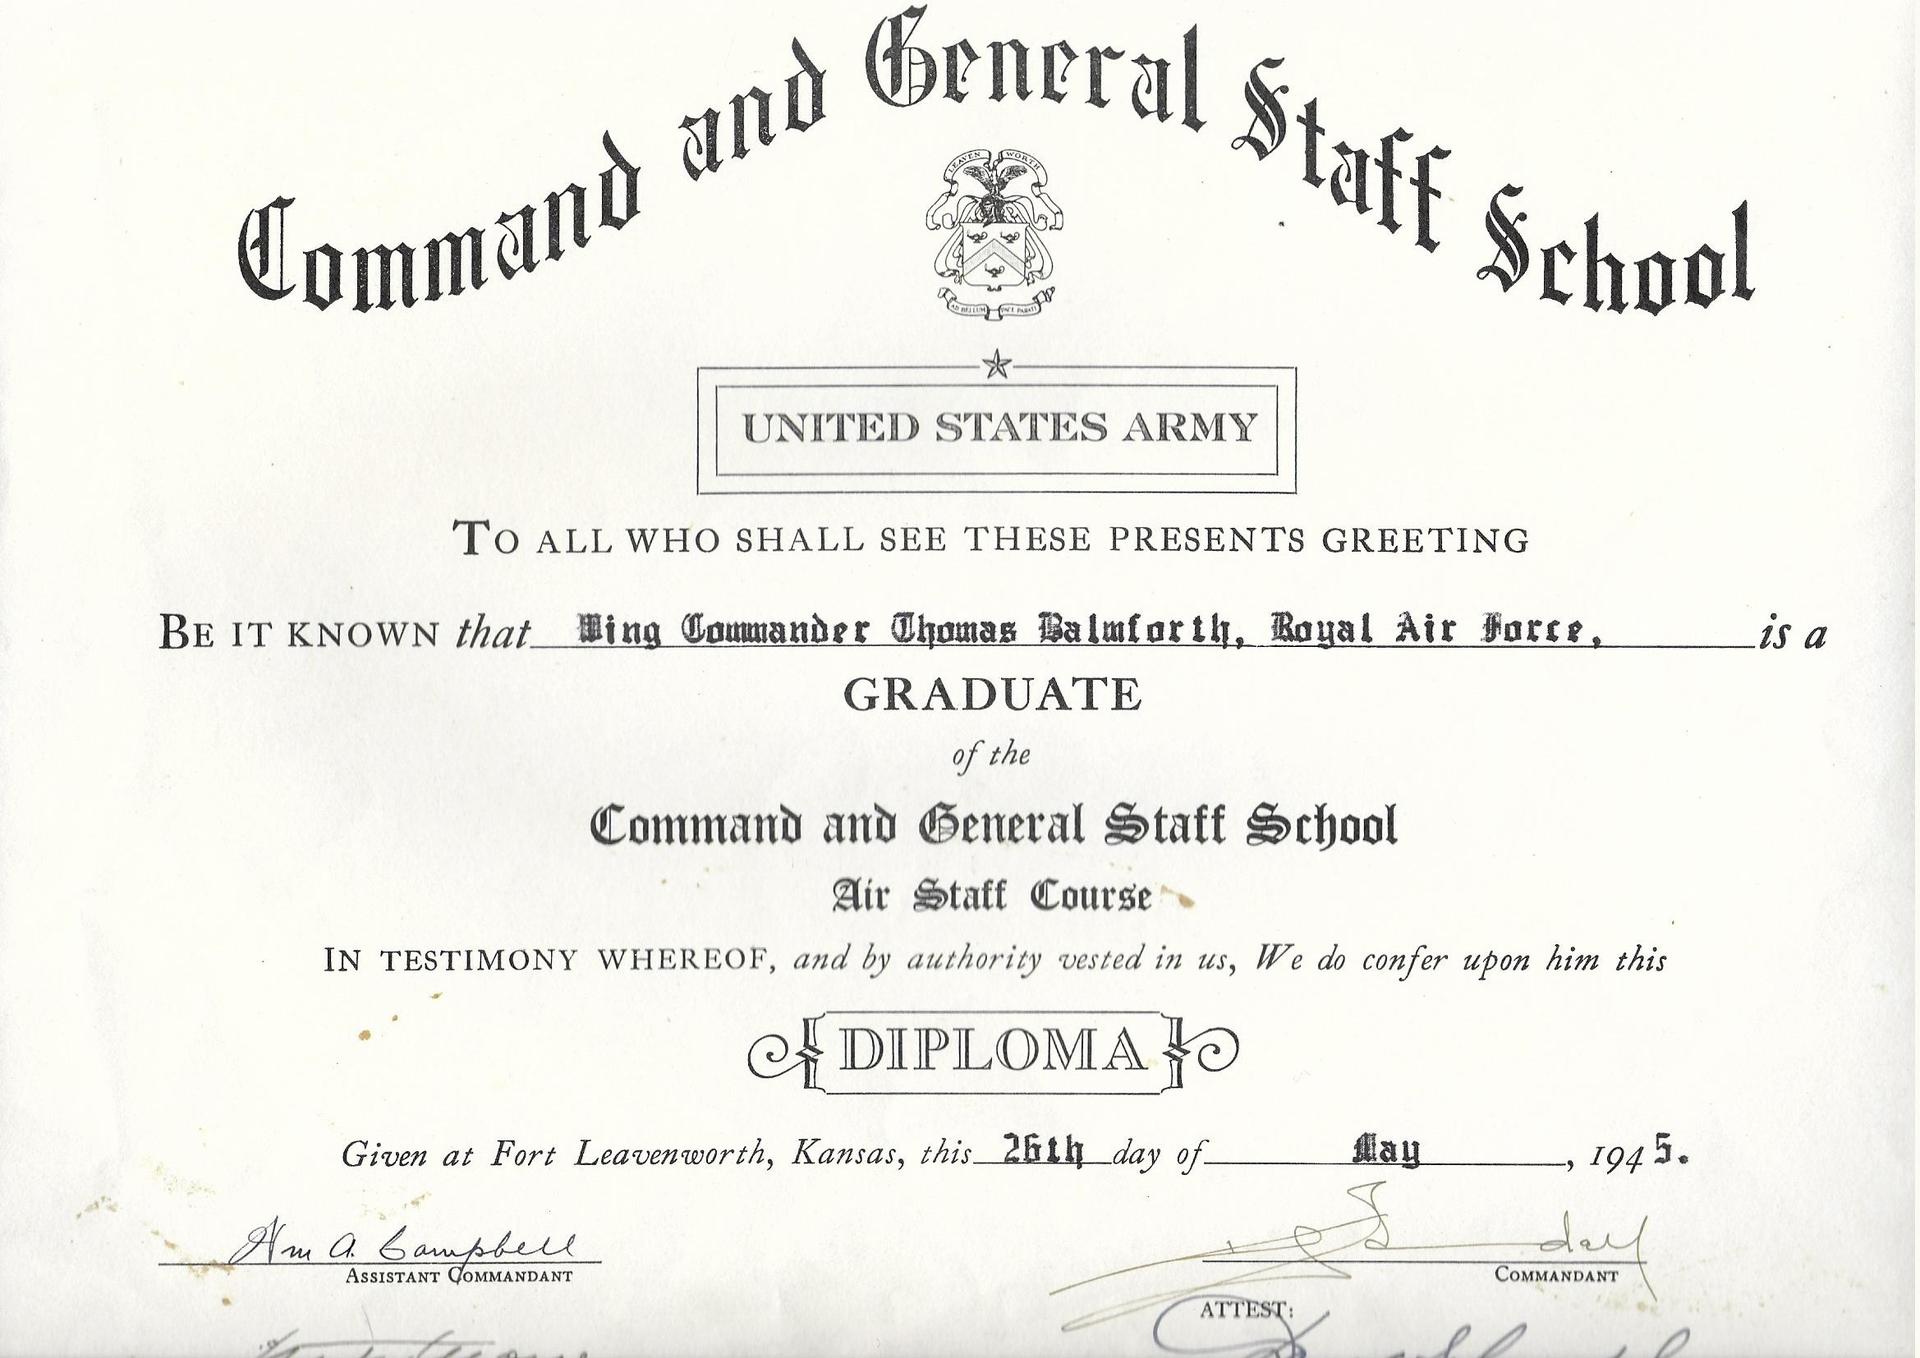 Command and General Staff School
LEAVEN WORTH
AD BELLUM PACE PARATI
UNITED STATES ARMY
TO ALL WHO SHALL SEE THESE PRESENTS GREETING
BE IT KNOWN that Wing Commander Thomas Balmforth, Royal Air Force, is a
GRADUATE
of the
Command and General Staff School
Air Staff Course
IN TESTIMONY WHEREOF, and by authority vested in us, We do confer upon him this
DIPLOMA
Given at Fort Leavenworth, Kansas, this 26th day of May, 1945.
Wm A. Campbell
ASSISTANT COMMANDANT
COMMANDANT
ATTEST: